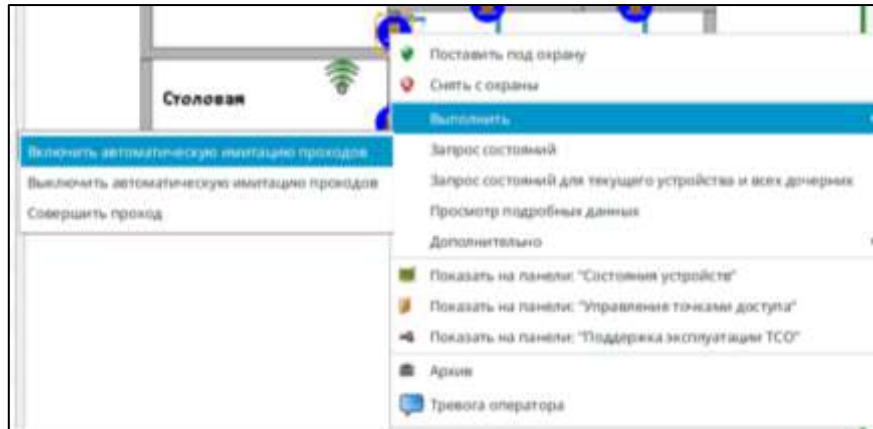 Поставить под охрану
Снять с охраны
Столовая
Выполнить
Включить автоматическую имитацию проходов
Выключить автоматическую имитацию проходов
Совершить проход
Запрос состояний
Запрос состояний для текущего устройства и всех дочерних
Просмотр подробных данных
Дополнительно
Показать на панели: "Состояния устройств"
Показать на панели: "Управления точками доступа"
Показать на панели: "Поддержка эксплуатации ТСО"
Архив
Тревога оператора